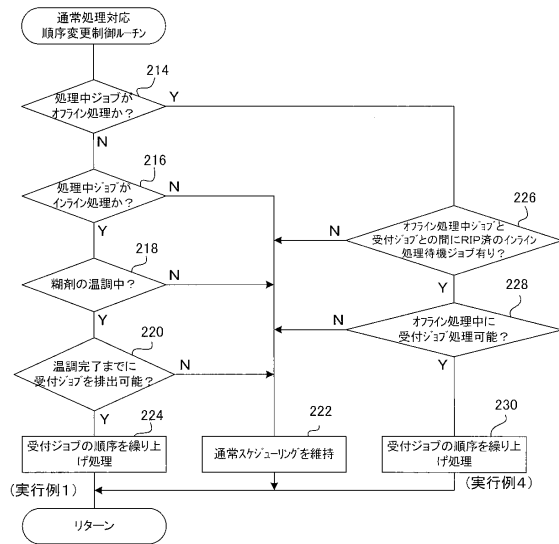 通常処理対応
順序変更制御ルーチン
214
処理中ジョブが
オフライン処理か？
Y
N
216
処理中ジョブが
インライン処理か？
N
Y
218
糊剤の温調中？
N
Y
220
温調完了までに
受付ジョブを排出可能？
N
Y
224
受付ジョブの順序を繰り上
げ処理
(実行例1)
222
通常スケジューリングを維持
226
オフライン処理中ジョブと
受付ジョブとの間にRIP済のインライン
処理待機ジョブ有り？
N
Y
228
オフライン処理中に
受付ジョブ処理可能？
N
Y
230
受付ジョブの順序を繰り上
げ処理
(実行例4)
リターン